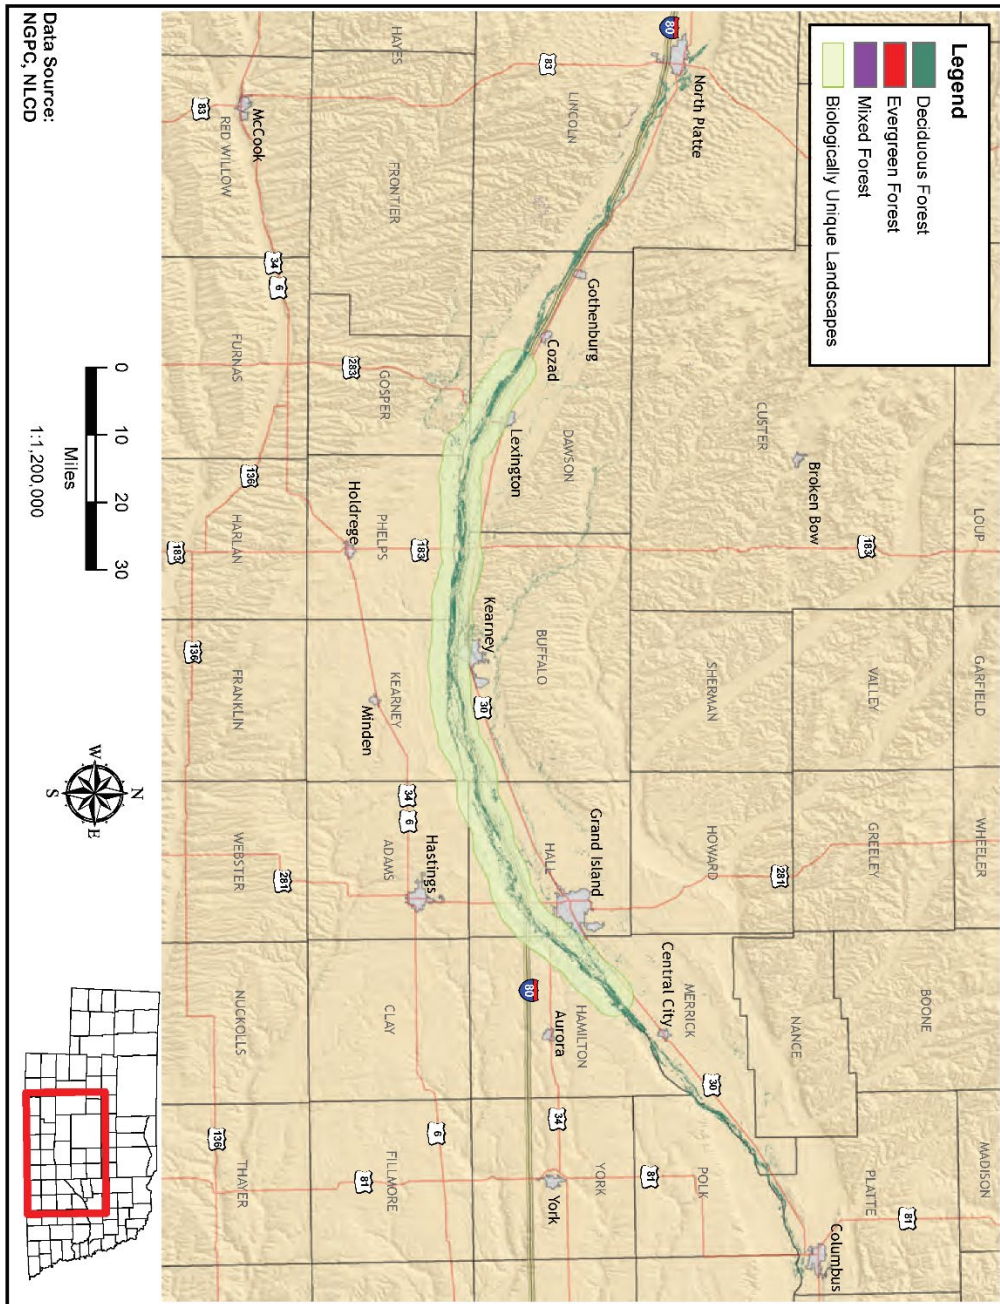 Legend
Deciduous Forest
Evergreen Forest
Mixed Forest
Biologically Unique Landscapes
LOUP
GARFIELD
WHEELER
BOONE
MADISON
CUSTER
Broken Bow
183
VALLEY
GREELEY
281
NANCE
PLATTE
81
Columbus
SHERMAN
HOWARD
80
North Platte
83
LINCOLN
Gothenburg
Cozad
Lexington
DAWSON
Kearney
BUFFALO
30
Grand Island
HALL
Central City
MERRICK
30
POLK
81
80
Aurora
HAMILTON
34
York
YORK
HAYES
FRONTIER
283
GOSPER
PHELPS
183
Holdrege
KEARNEY
Minden
34
6
ADAMS
Hastings
CLAY
6
FILLMORE
81
83
McCook
RED WILLOW
34
6
FURNAS
136
HARLAN
183
136
FRANKLIN
WEBSTER
281
NUCKOLLS
136
THAYER
Data Source:
NGPC, NLCD
0
10
20
30
Miles
1:1,200,000
N
W
E
S